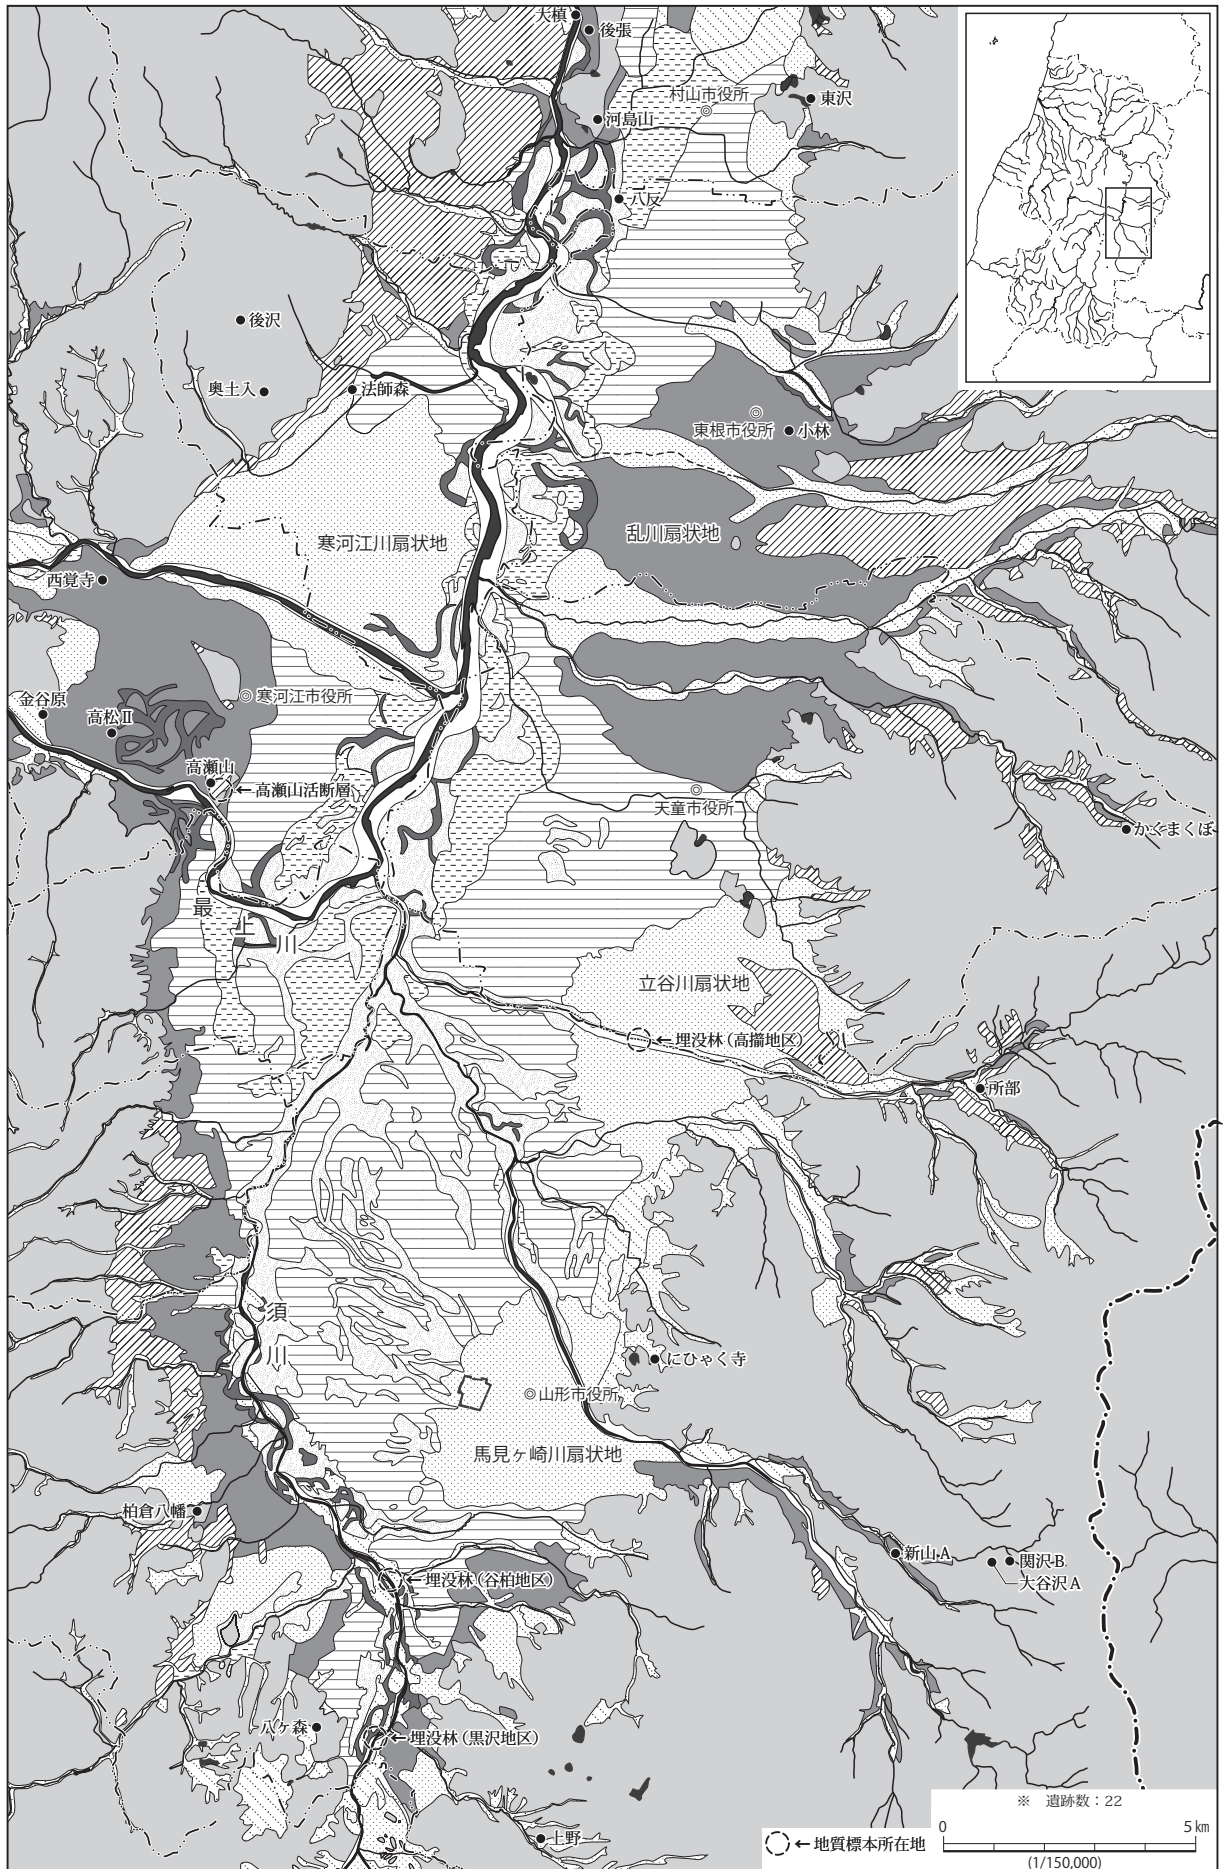 大槙
後張
村山市役所
東沢
河島山
八反
後沢
奥土入
法師森
東根市役所
小林
寒河江川扇状地
乱川扇状地
西覚寺
金谷原
寒河江市役所
高松Ⅱ
高瀬山
←高瀬山活断層
天童市役所
かくまくぼ
最上川
立谷川扇状地
←埋没林(高擶地区)
所部
須川
にひゃく寺
山形市役所
馬見ヶ崎川扇状地
柏倉八幡
新山A
関沢B
大谷沢A
←埋没林(谷柏地区)
八ヶ森
←埋没林(黒沢地区)
上野
※ 遺跡数:22
←地質標本所在地
0 5㎞
(1/150,000)